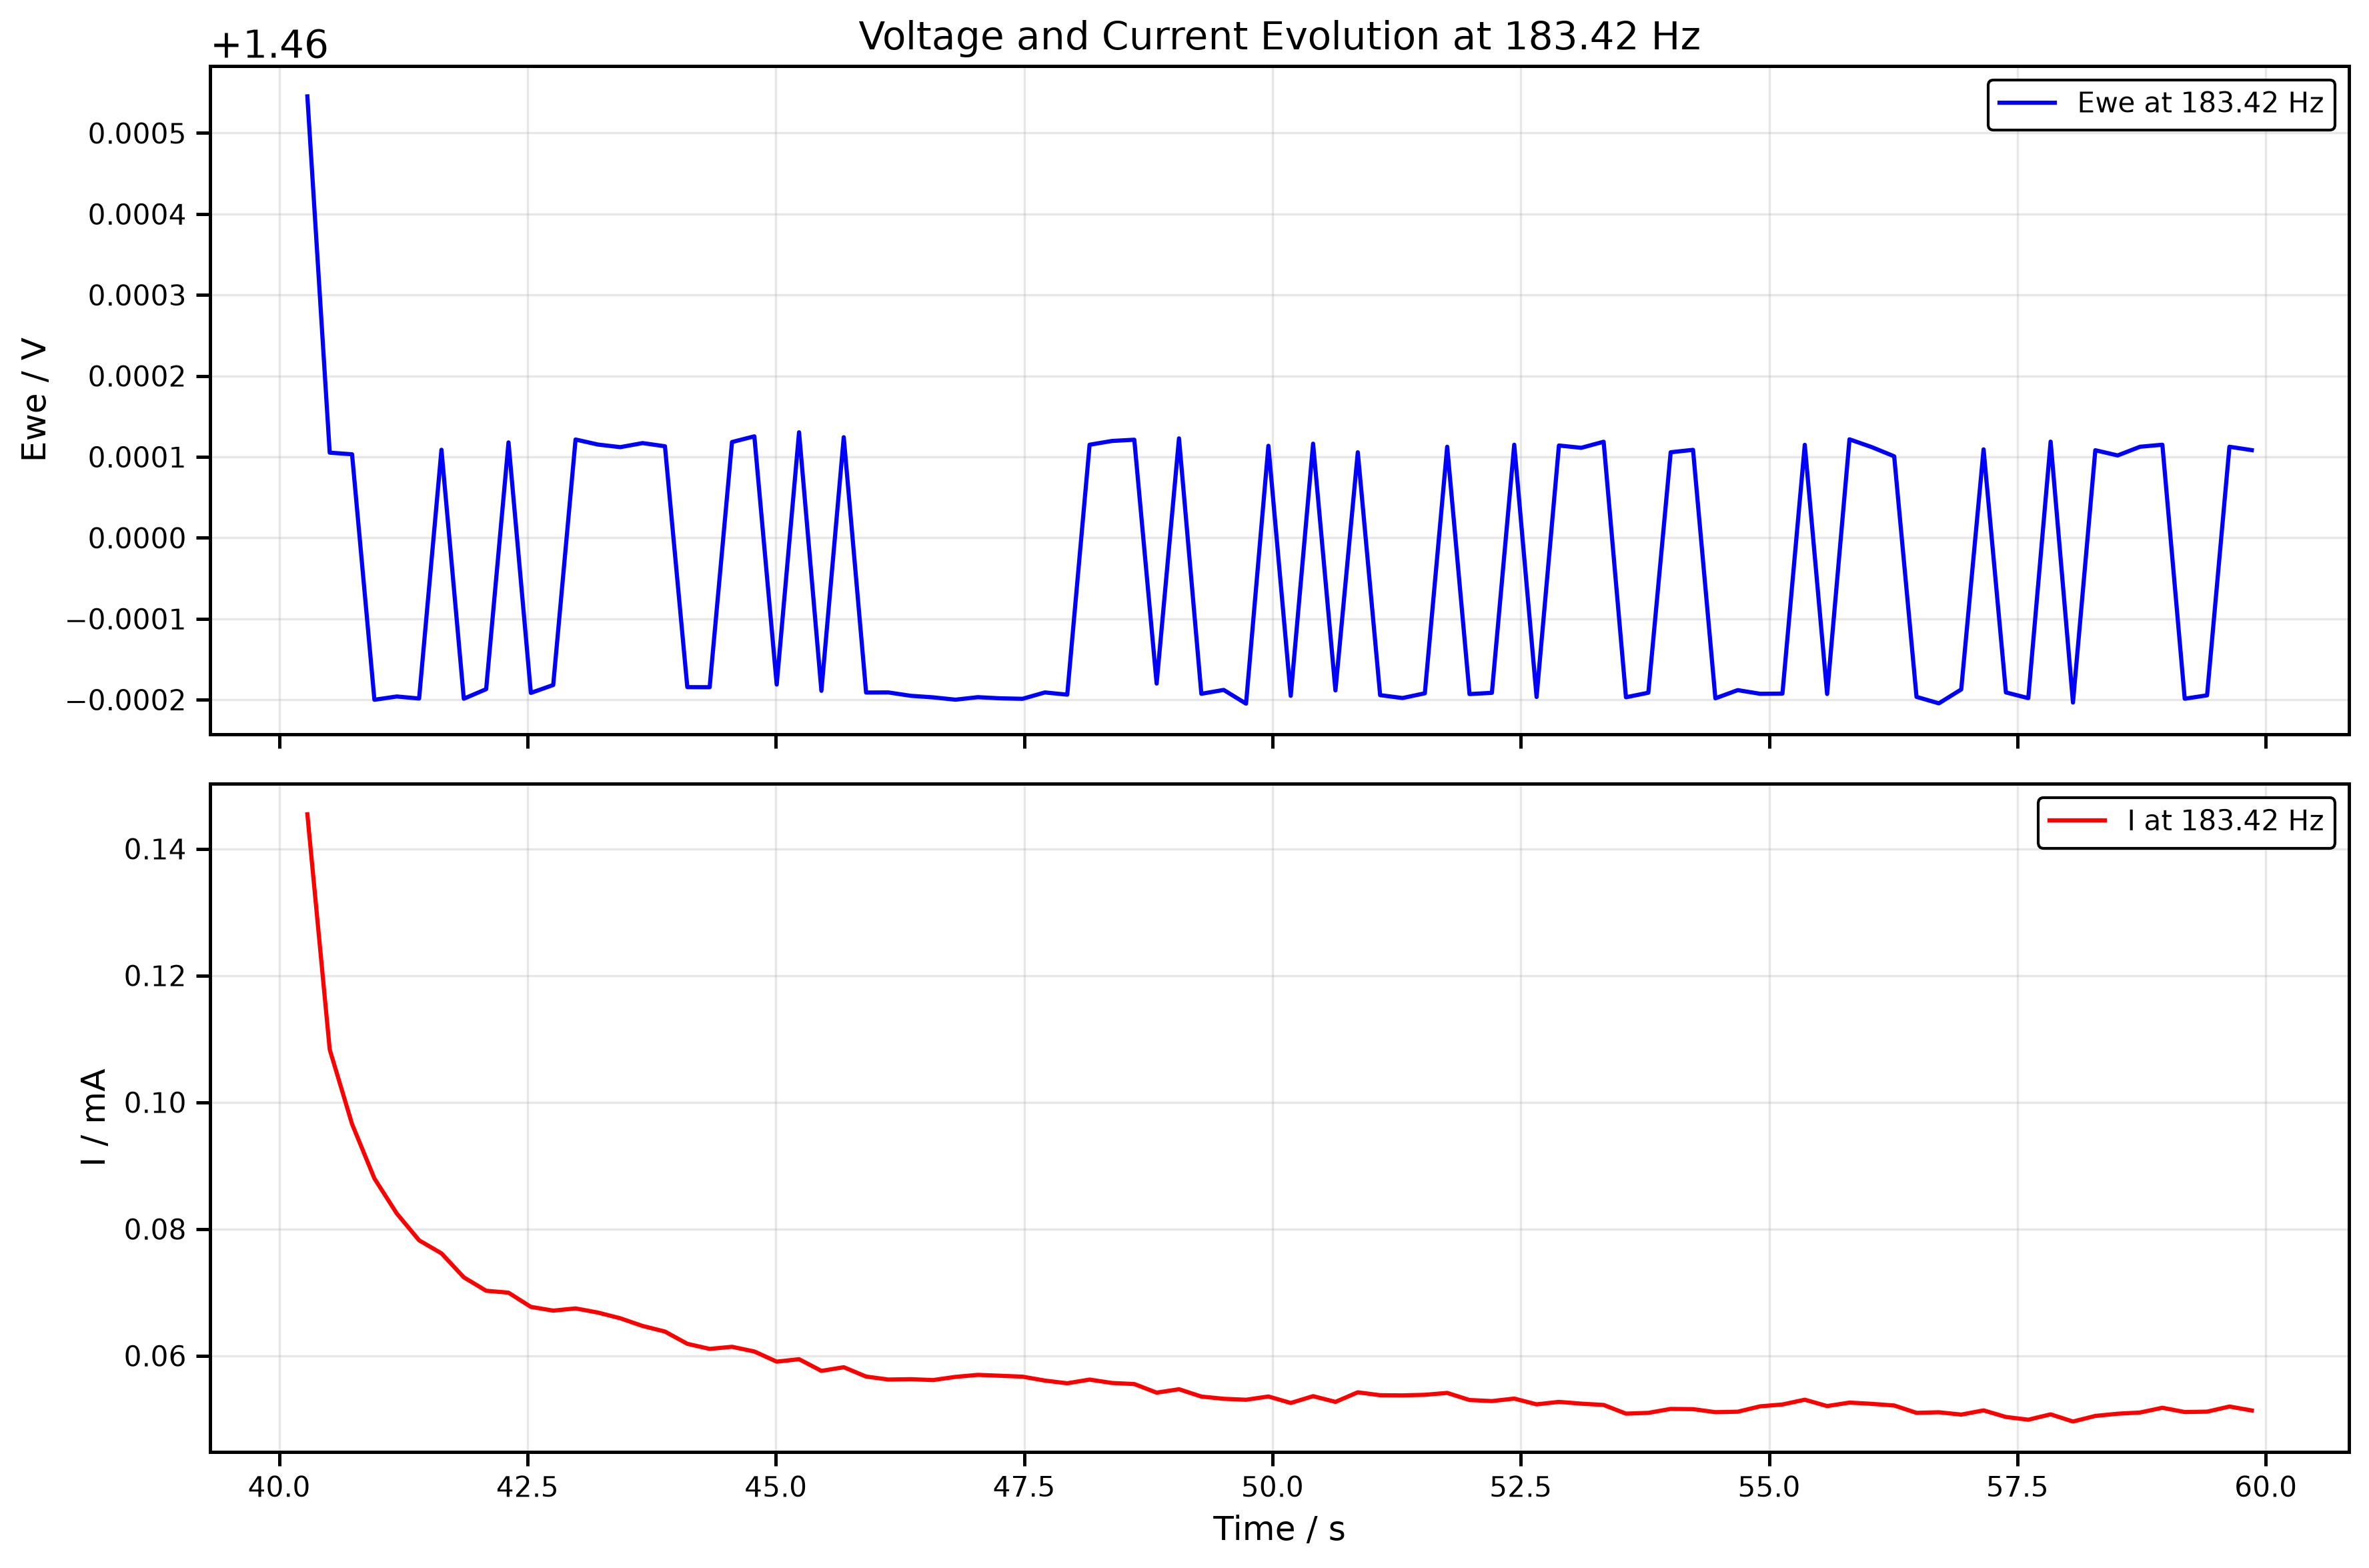 Voltage and Current Evolution at 183.42 Hz
+1.46
Ewe at 183.42 Hz
0.0005
0.0004
0.0003
0.0002
0.0001
0.0000
−0.0001
−0.0002
Ewe / V
I at 183.42 Hz
0.14
0.12
0.10
0.08
0.06
I / mA
40.0 42.5 45.0 47.5 50.0 52.5 55.0 57.5 60.0
Time / s